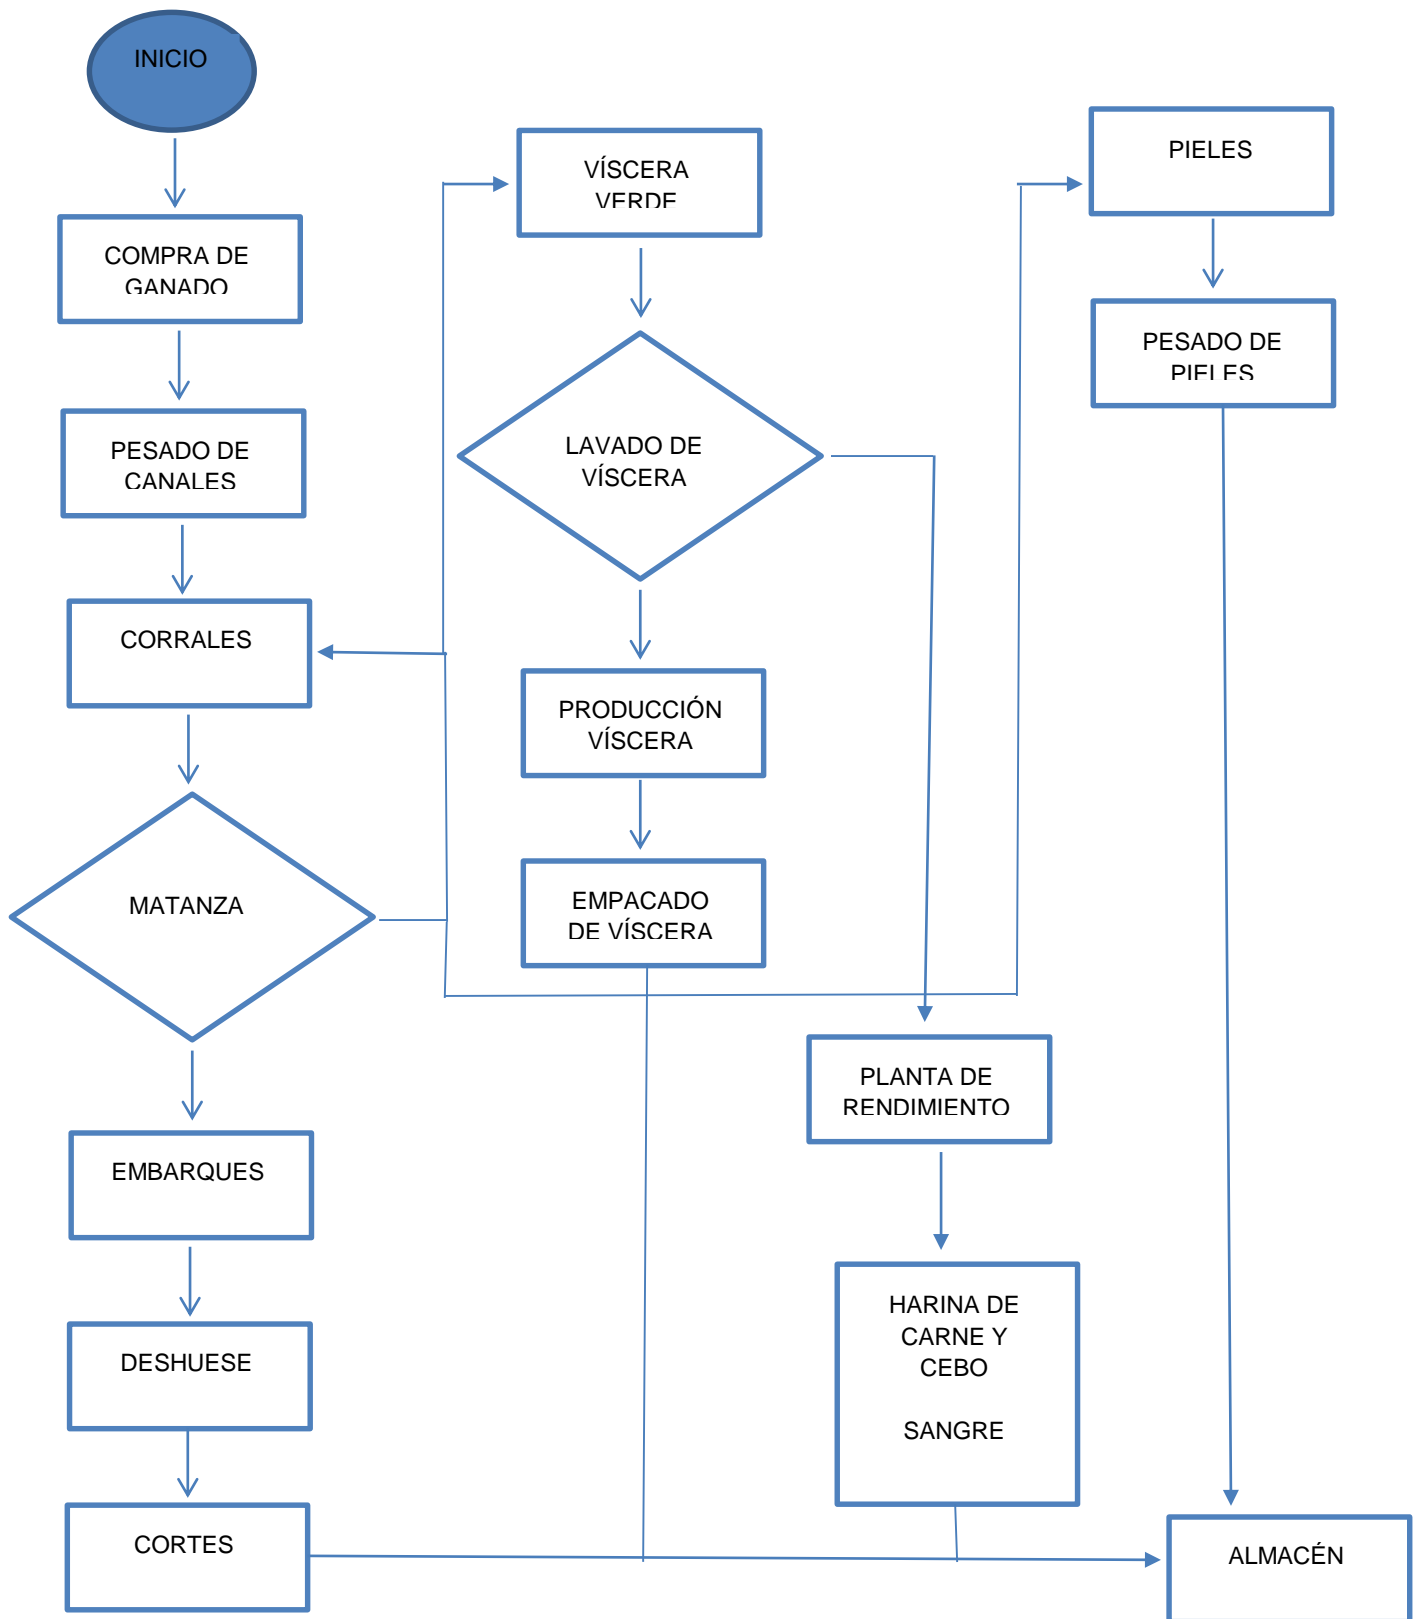 INICIO
COMPRA DE
GANADO
PESADO DE
CANALES
CORRALES
MATANZA
EMBARQUES
DESHUESE
CORTES
VÍSCERA
VERDE
LAVADO DE
VÍSCERA
PRODUCCIÓN
VÍSCERA
EMPACADO
DE VÍSCERA
PLANTA DE
RENDIMIENTO
HARINA DE
CARNE Y
CEBO
SANGRE
PIELES
PESADO DE
PIELES
ALMACÉN